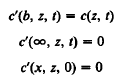 c′(b, z, t) = c(z, t)
c′(∞, z, t) = 0
c′(x, z, 0) = 0